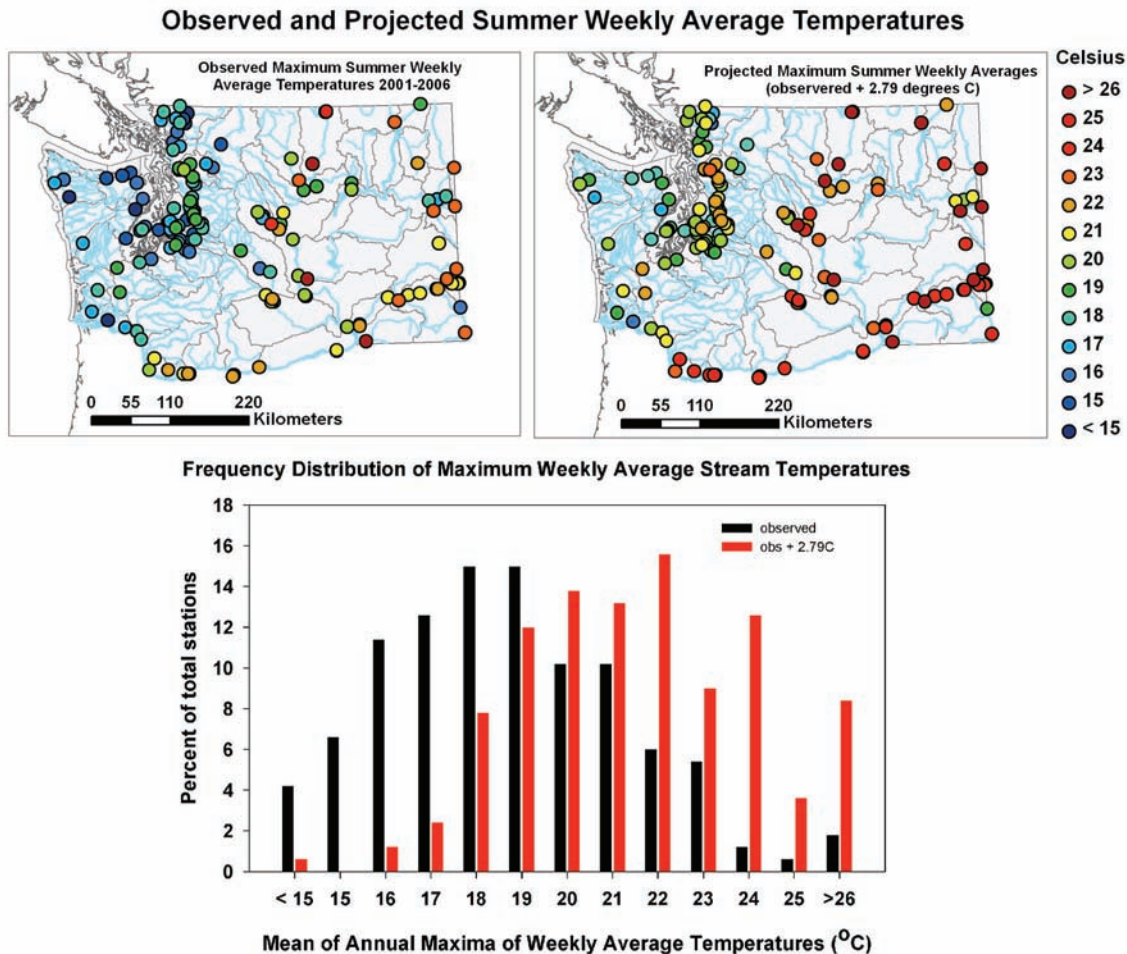 Observed and Projected Summer Weekly Average Temperatures
Observed Maximum Summer Weekly
Average Temperatures 2001-2006
0 55 110 220
Kilometers
Projected Maximum Summer Weekly Averages
(observered + 2.79 degrees C)
0 55 110 220
Kilometers
Celsius
> 26
25
24
23
22
21
20
19
18
17
16
15
< 15
Frequency Distribution of Maximum Weekly Average Stream Temperatures
Percent of total stations
18
16
14
12
10
8
6
4
2
0
observed
obs + 2.79C
< 15 15 16 17 18 19 20 21 22 23 24 25 >26
Mean of Annual Maxima of Weekly Average Temperatures (OC)